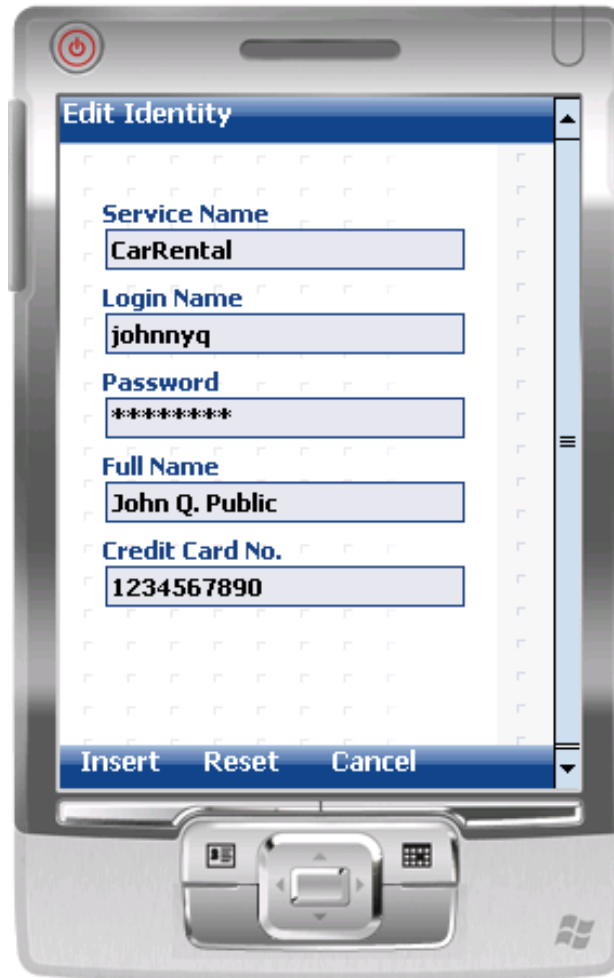 Edit Identity
Service Name
CarRental
Login Name
johnnyq
Password
********
Full Name
John Q. Public
Credit Card No.
1234567890
Insert Reset Cancel